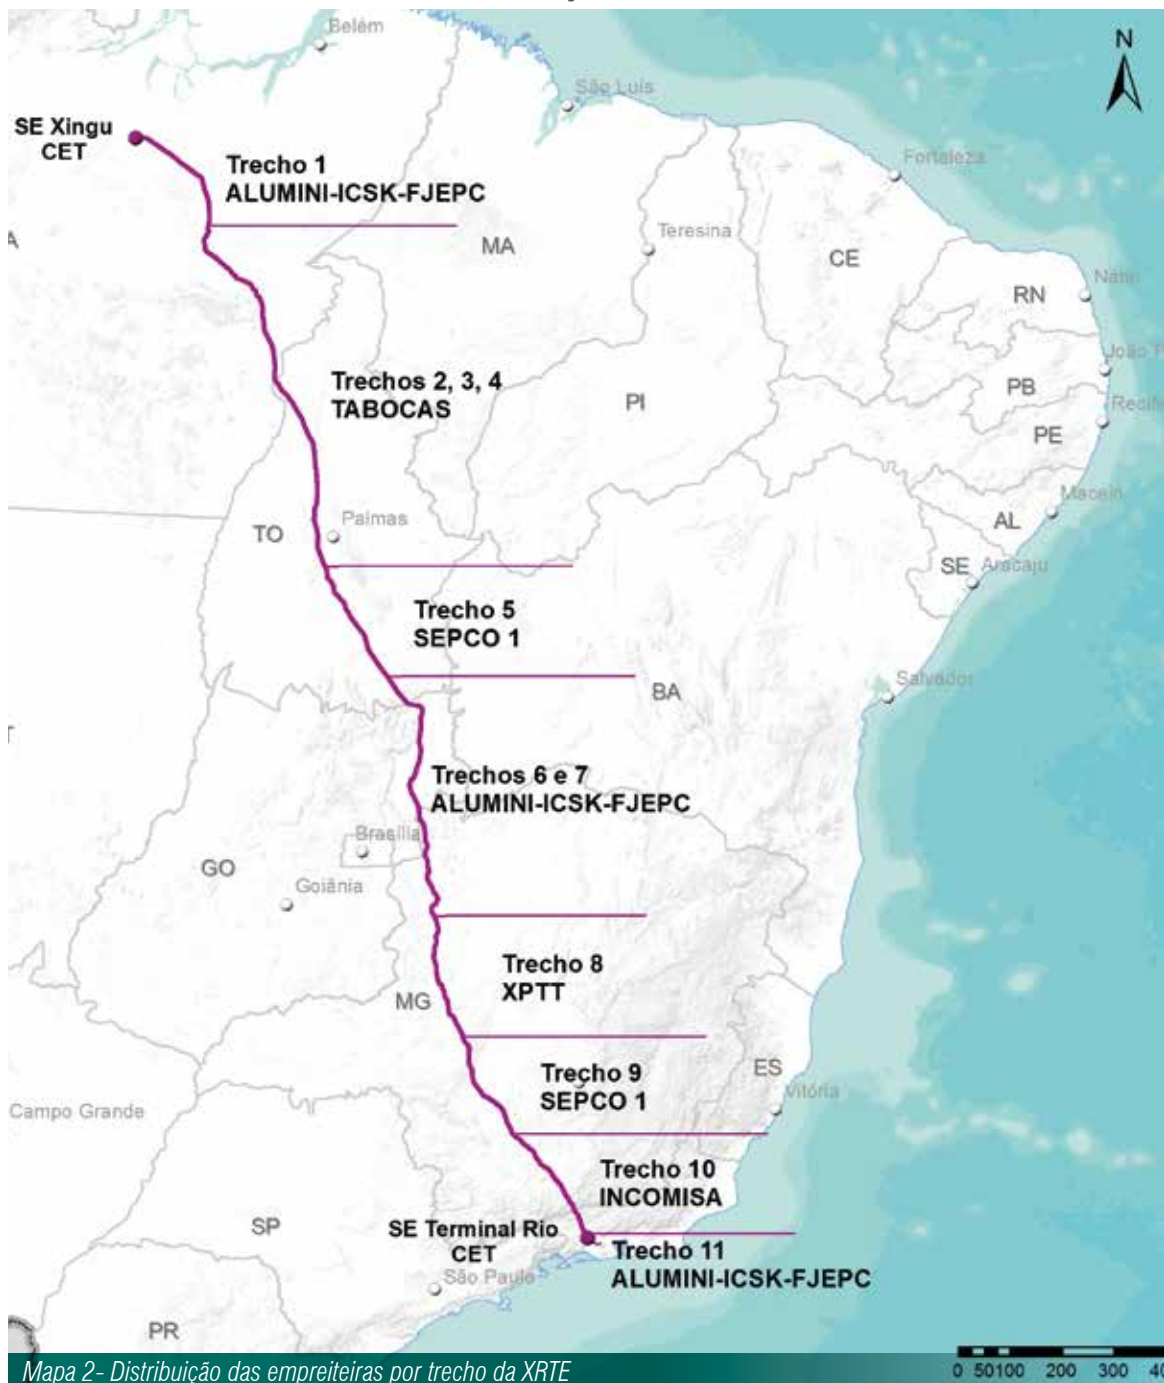 Belém
N
São Luís
SE Xingu
CET
Fortaleza
Trecho 1
ALUMINI-ICSK-FJEPC
Teresina
MA
CE
RN
Natal
João P
Trechos 2, 3, 4
TABOCAS
PI
PB
Recife
PE
Maceió
Palmas
TO
AL
SE
Aracaju
Trecho 5
SEPCO 1
Salvador
BA
Trechos 6 e 7
ALUMINI-ICSK-FJEPC
Brasília
GO
Goiânia
Trecho 8
XPTT
MG
Trecho 9
SEPCO 1
ES
Vitória
Campo Grande
Trecho 10
INCOMISA
SP
SE Terminal Rio
CET
Trecho 11
ALUMINI-ICSK-FJEPC
São Paulo
PR
Mapa 2- Distribuição das empreiteiras por trecho da XRTE
0 50 100 200 300 40